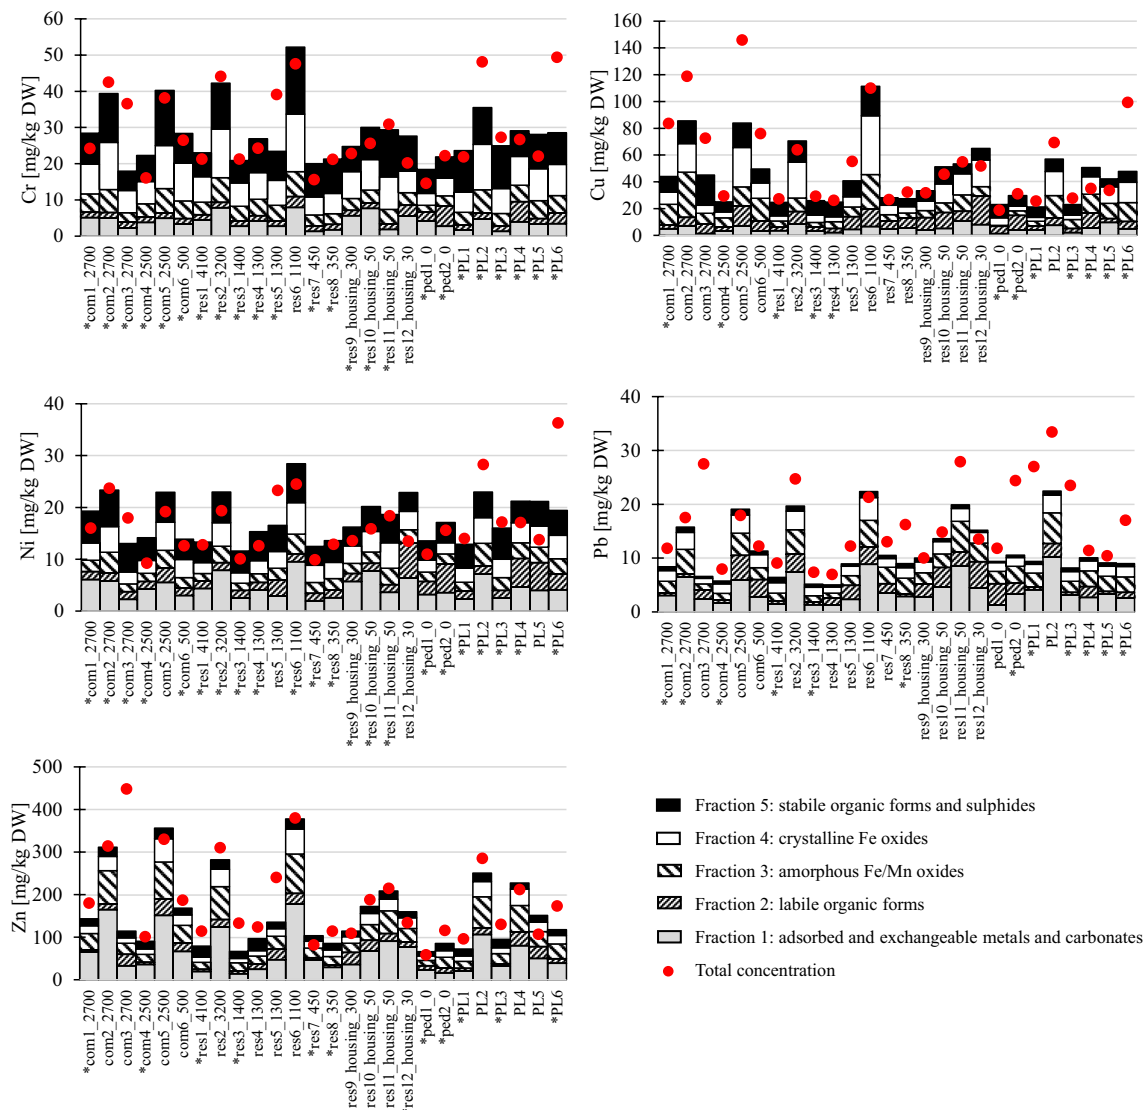 Cr [mg/kg DW]
60
50
40
30
20
10
0
*com1_2700
*com2_2700
*com3_2700
*com4_2500
*com5_2500
*com6_500
*res1_4100
*res2_3200
*res3_1400
*res4_1300
*res5_1300
res6_1100
*res7_450
*res8_350
*res9_housing_300
*res10_housing_50
*res11_housing_50
res12_housing_30
*ped1_0
*ped2_0
*PL1
*PL2
*PL3
*PL4
*PL5
*PL6
Cu [mg/kg DW]
160
140
120
100
80
60
40
20
0
*com1_2700
com2_2700
com3_2700
*com4_2500
com5_2500
com6_500
*res1_4100
res2_3200
*res3_1400
*res4_1300
res5_1300
res6_1100
res7_450
res8_350
res9_housing_300
res10_housing_50
res11_housing_50
res12_housing_30
*ped1_0
*ped2_0
*PL1
PL2
*PL3
*PL4
*PL5
*PL6
Ni [mg/kg DW]
40
30
20
10
0
*com1_2700
*com2_2700
*com3_2700
*com4_2500
com5_2500
*com6_500
*res1_4100
*res2_3200
*res3_1400
*res4_1300
res5_1300
*res6_1100
*res7_450
*res8_350
*res9_housing_300
*res10_housing_50
*res11_housing_50
res12_housing_30
*ped1_0
*ped2_0
*PL1
*PL2
*PL3
*PL4
PL5
*PL6
Pb [mg/kg DW]
40
30
20
10
0
*com1_2700
*com2_2700
com3_2700
*com4_2500
com5_2500
com6_500
*res1_4100
res2_3200
*res3_1400
*res4_1300
res5_1300
res6_1100
res7_450
*res8_350
res9_housing_300
res10_housing_50
res11_housing_50
res12_housing_30
ped1_0
*ped2_0
*PL1
PL2
*PL3
*PL4
*PL5
*PL6
Zn [mg/kg DW]
500
400
300
200
100
0
*com1_2700
com2_2700
com3_2700
*com4_2500
com5_2500
com6_500
*res1_4100
res2_3200
*res3_1400
res4_1300
res5_1300
res6_1100
*res7_450
*res8_350
res9_housing_300
res10_housing_50
res11_housing_50
*res12_housing_30
*ped1_0
*ped2_0
*PL1
PL2
*PL3
PL4
PL5
*PL6
Fraction 5: stabile organic forms and sulphides
Fraction 4: crystalline Fe oxides
Fraction 3: amorphous Fe/Mn oxides
Fraction 2: labile organic forms
Fraction 1: adsorbed and exchangeable metals and carbonates
Total concentration